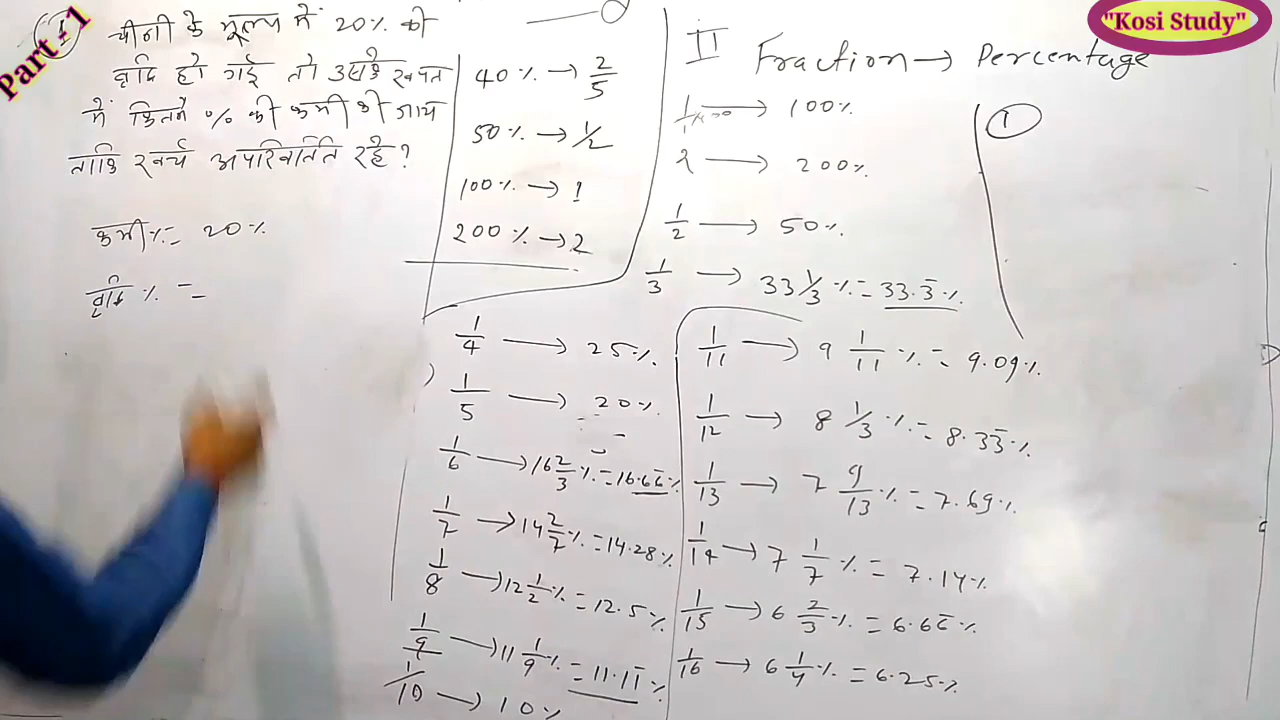 Part-1
"Kosi Study"
① चीनी के मूल्य में 20% की
वृद्दि हो गई तो उसके खपत
में कितने % की कमी की जाय
ताकि खर्च अपरिवर्तित रहे?
कमी% = 20%
वृद्दि % =
40% → 2/5
50% → 1/2
100% → 1
200% → 2
II Fraction → Percentage
1/1 → 100%
2 → 200%
1/2 → 50%
1/3 → 33 1/3 % = 33.3̅%
1/4 → 25%
1/5 → 20%
1/6 → 16 2/3 % = 16.66̅%
1/7 → 14 2/7 % = 14.28%
1/8 → 12 1/2 % = 12.5%
1/9 → 11 1/9 % = 11.11̅%
1/10 → 10%
1/11 → 9 1/11 % = 9.09%
1/12 → 8 1/3 % = 8.33̅%
1/13 → 7 9/13 % = 7.69%
1/14 → 7 1/7 % = 7.14%
1/15 → 6 2/3 % = 6.66̅%
1/16 → 6 1/4 % = 6.25%
①